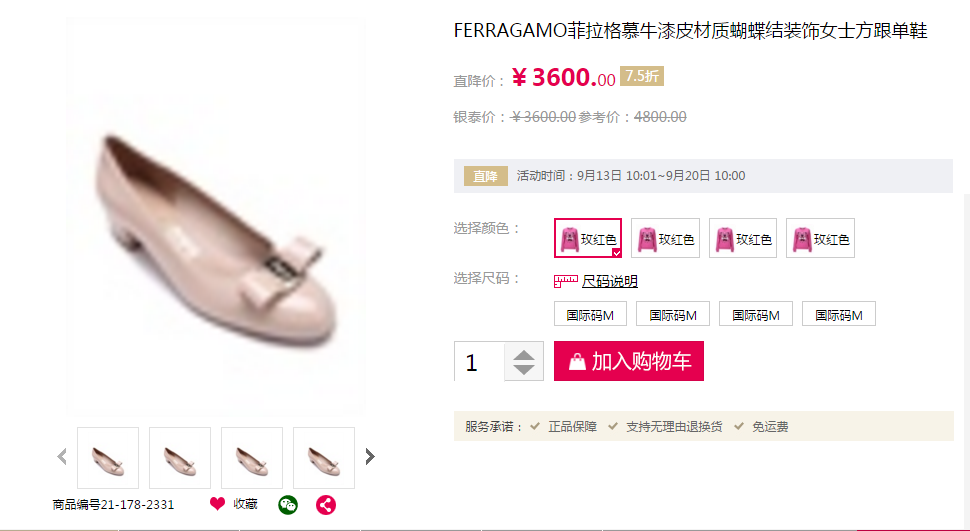 FERRAGAMO菲拉格慕牛漆皮材质蝴蝶结装饰女士方跟单鞋
直降价：￥3600.00 7.5折
银泰价：￥3600.00 参考价：4800.00
直降 活动时间：9月13日 10:01~9月20日 10:00
选择颜色： 玫红色 玫红色 玫红色 玫红色
选择尺码： 尺码说明
国际码M 国际码M 国际码M 国际码M
1 加入购物车
服务承诺： 正品保障 支持无理由退换货 免运费
商品编号21-178-2331 收藏